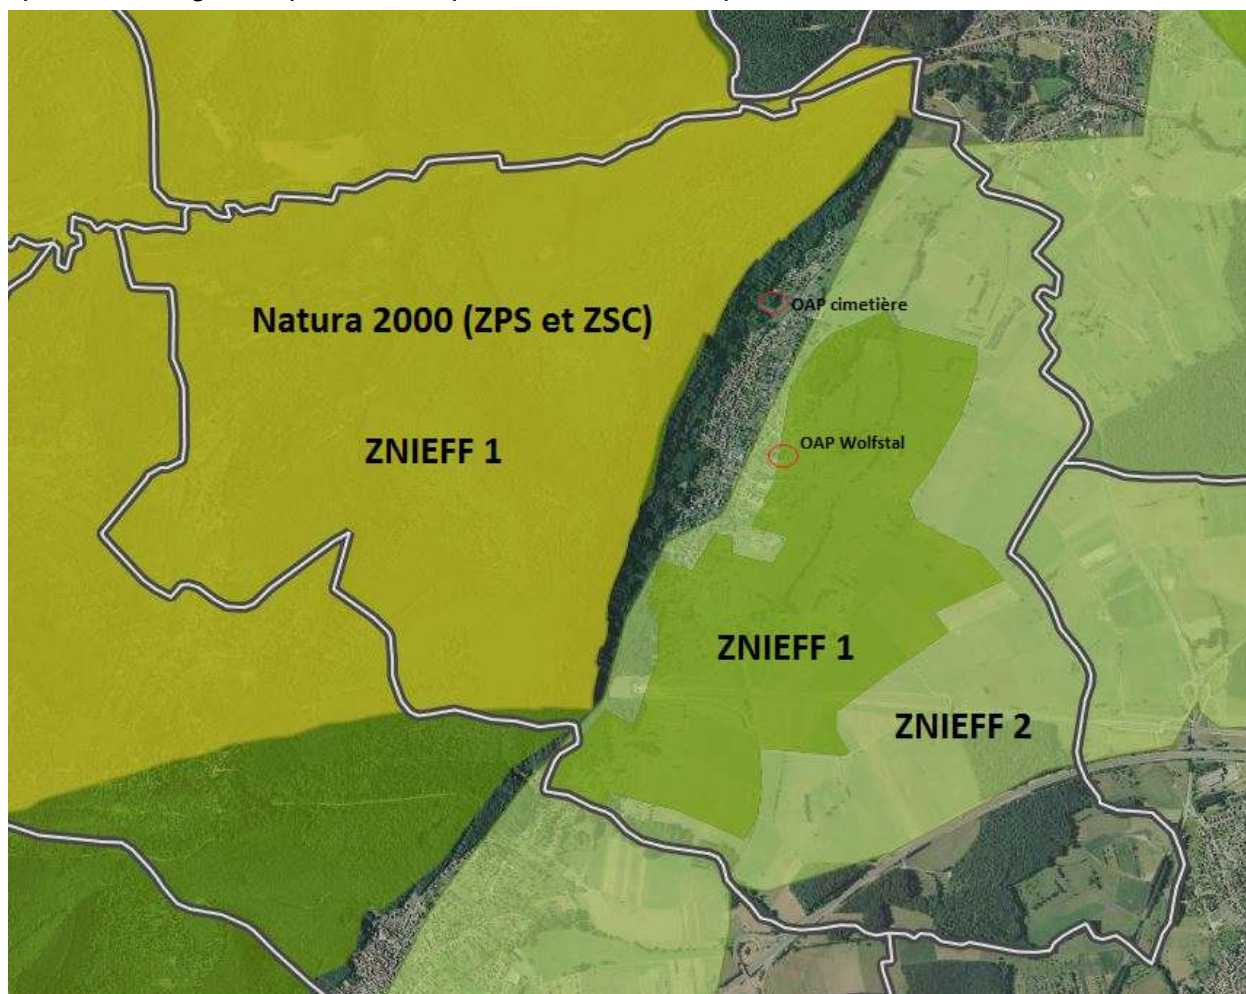 Natura 2000 (ZPS et ZSC)
OAP cimetière
ZNIEFF 1
OAP Wolfstal
ZNIEFF 1
ZNIEFF 2